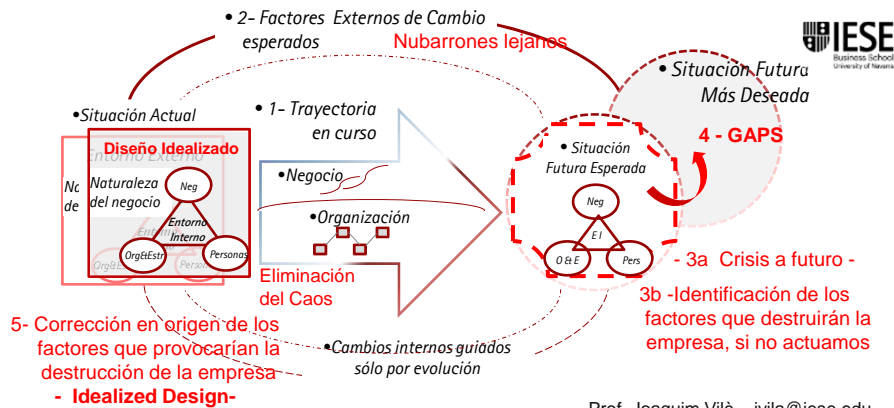 • 2- Factores Externos de Cambio
esperados
Nubarrones lejanos
IESE
Business School
University of Navarra
• Situación Futura
Más Deseada
4 - GAPS
•Situación Actual
• 1- Trayectoria
en curso
Diseño Idealizado
Entorno Externo
Naturaleza
del negocio
Neg
Entorno
Interno
Org&Estr
Personas
•Negocio
•Organización
Eliminación
del Caos
• Situación
Futura Esperada
Neg
E I
O & E
Pers
- 3a Crisis a futuro -
3b -Identificación de los
factores que destruirán la
empresa, si no actuamos
5- Corrección en origen de los
factores que provocarían la
destrucción de la empresa
- Idealized Design-
•Cambios internos guiados
sólo por evolución